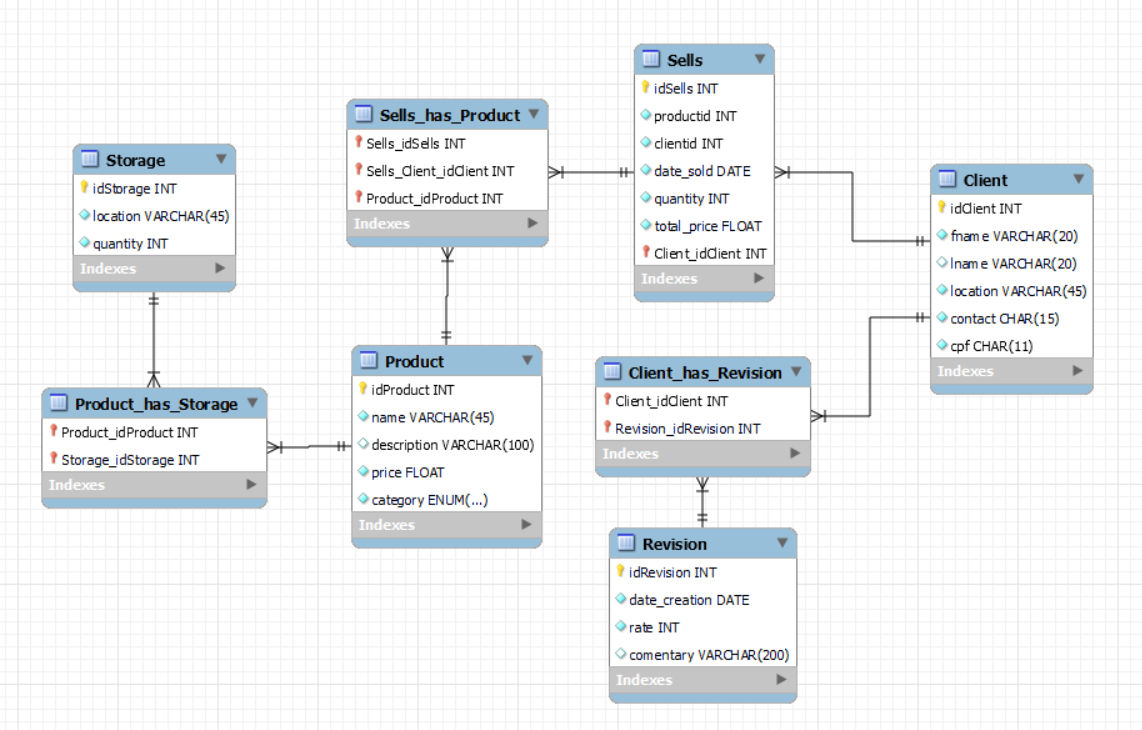 Storage
idStorage INT
location VARCHAR(45)
quantity INT
Indexes
Sells_has_Product
Sells_idSells INT
Sells_Client_idClient INT
Product_idProduct INT
Indexes
Sells
idSells INT
productid INT
clientid INT
date_sold DATE
quantity INT
total_price FLOAT
Client_idClient INT
Indexes
Client
idClient INT
fname VARCHAR(20)
lname VARCHAR(20)
location VARCHAR(45)
contact CHAR(15)
cpf CHAR(11)
Indexes
Product_has_Storage
Product_idProduct INT
Storage_idStorage INT
Indexes
Product
idProduct INT
name VARCHAR(45)
description VARCHAR(100)
price FLOAT
category ENUM(...)
Indexes
Client_has_Revision
Client_idClient INT
Revision_idRevision INT
Indexes
Revision
idRevision INT
date_creation DATE
rate INT
comentary VARCHAR(200)
Indexes